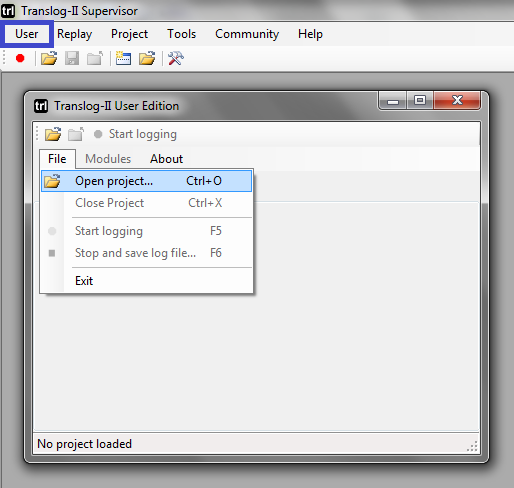 trl Translog-II Supervisor
User Replay Project Tools Community Help
trl Translog-II User Edition
Start logging
File Modules About
Open project... Ctrl+O
Close Project Ctrl+X
Start logging F5
Stop and save log file... F6
Exit
No project loaded